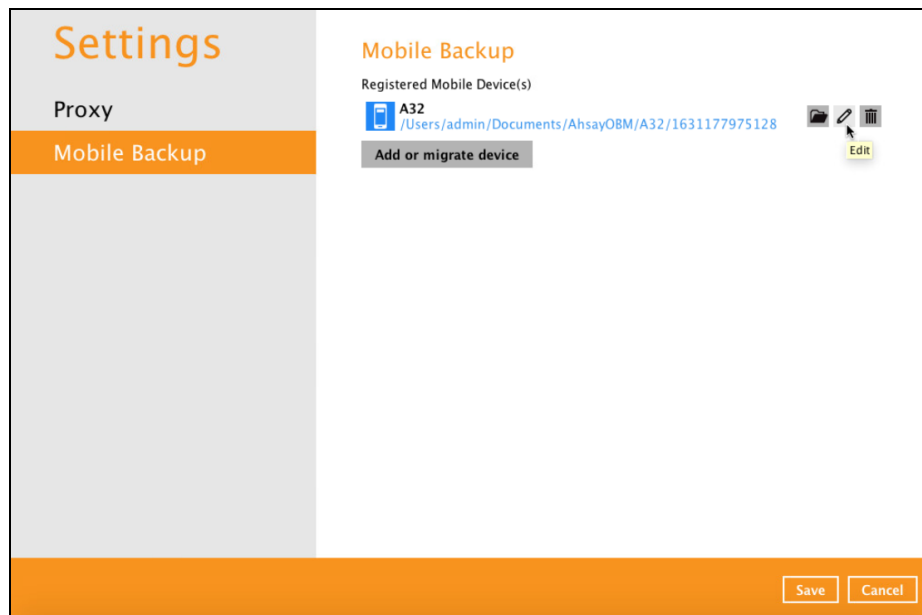 Settings
Proxy
Mobile Backup
Mobile Backup
Registered Mobile Device(s)
A32
/Users/admin/Documents/AhsayOBM/A32/1631177975128
Edit
Add or migrate device
Save
Cancel